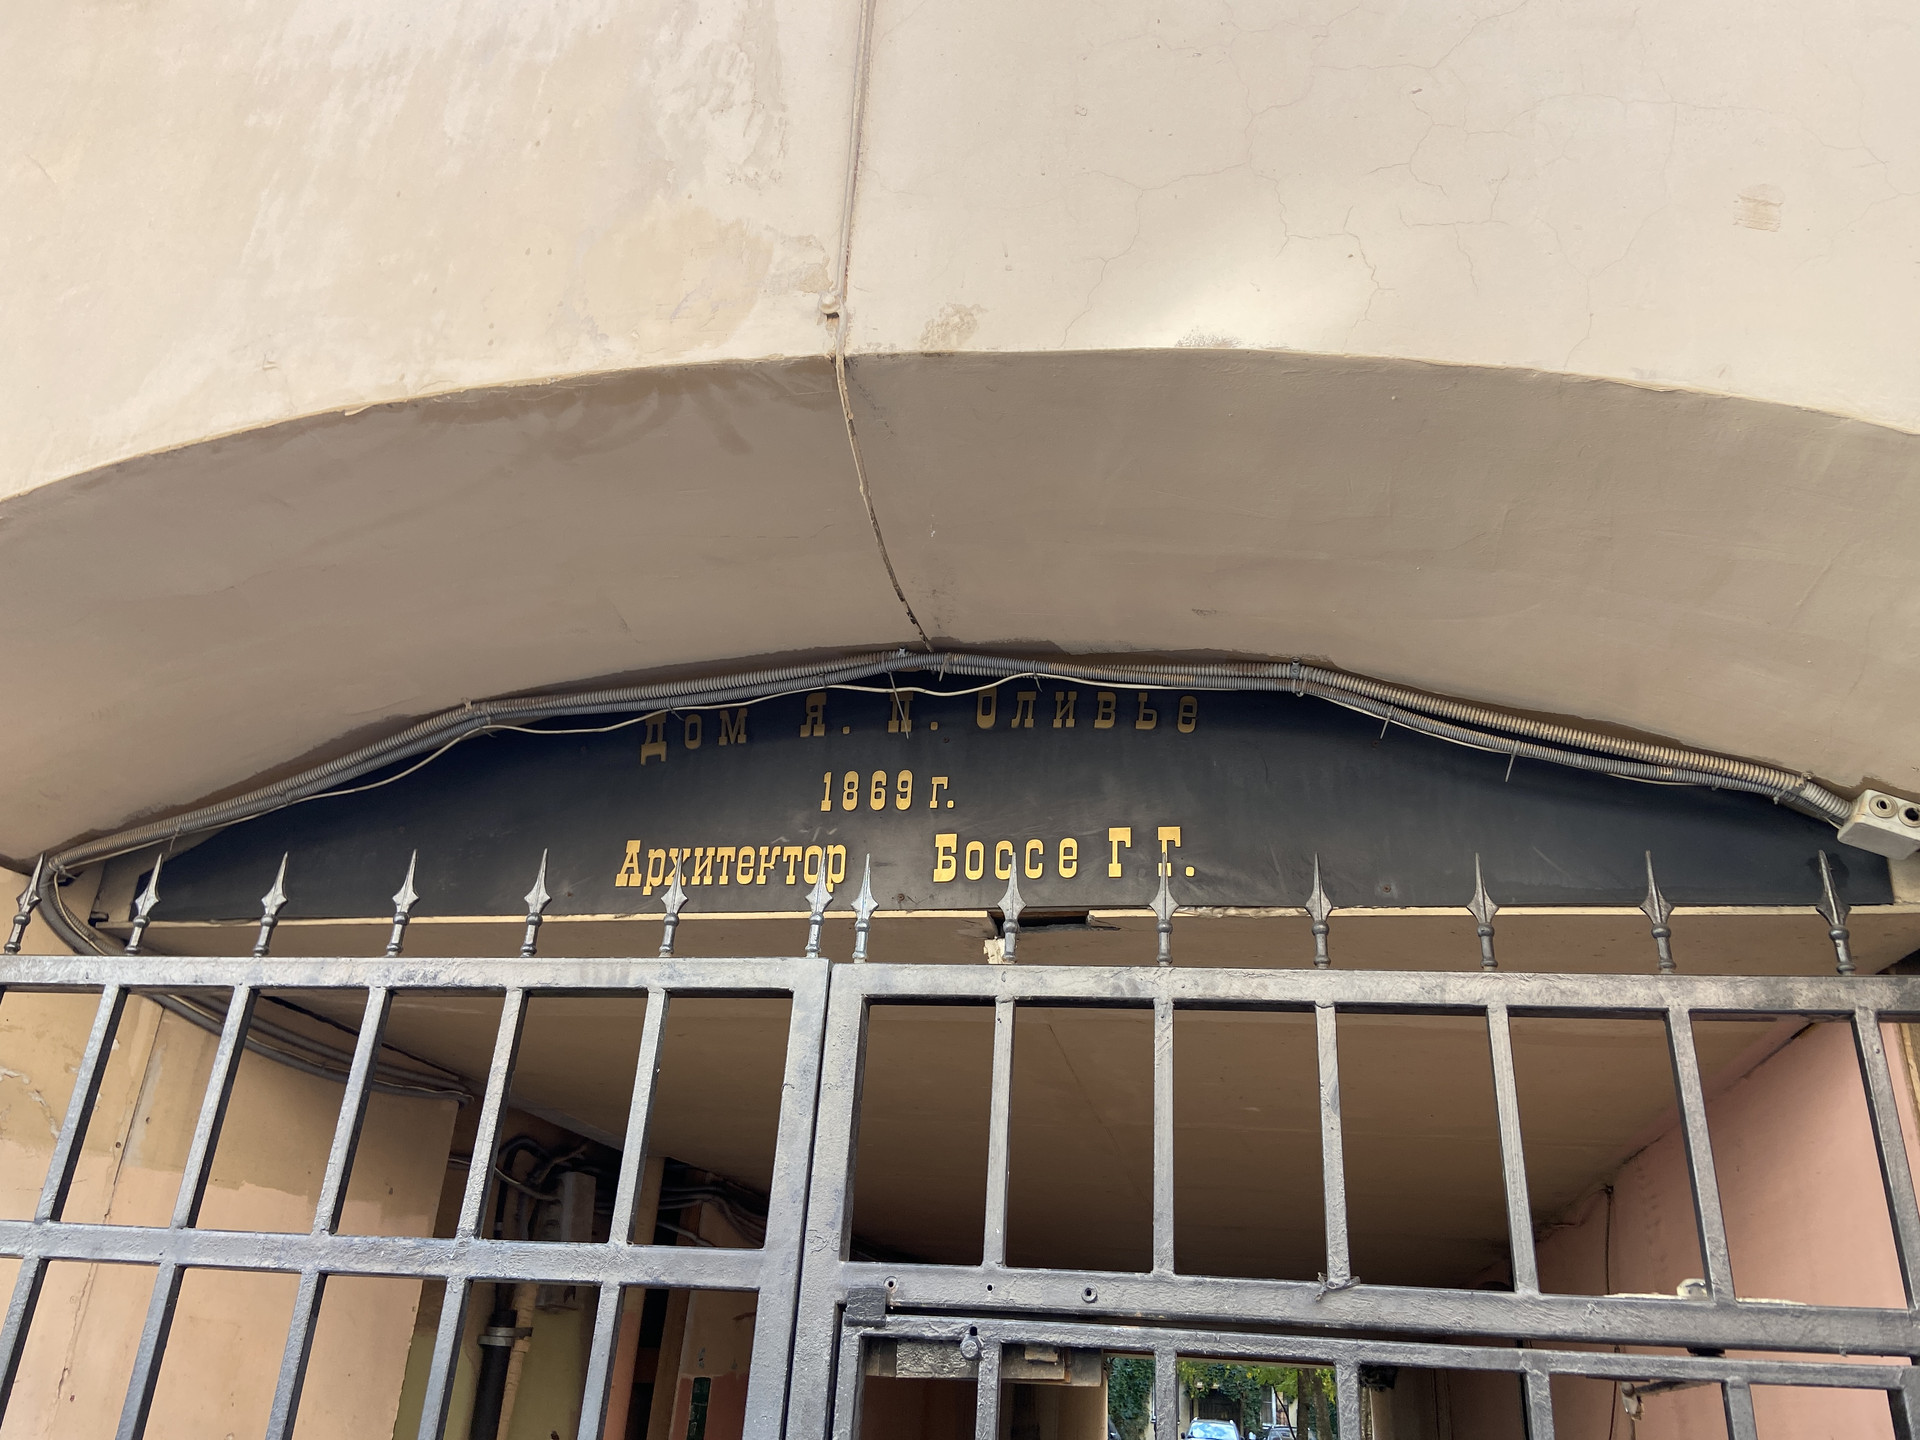 Дом Я. П. Оливье
1869 г.
Архитектор Боссе Г. Г.